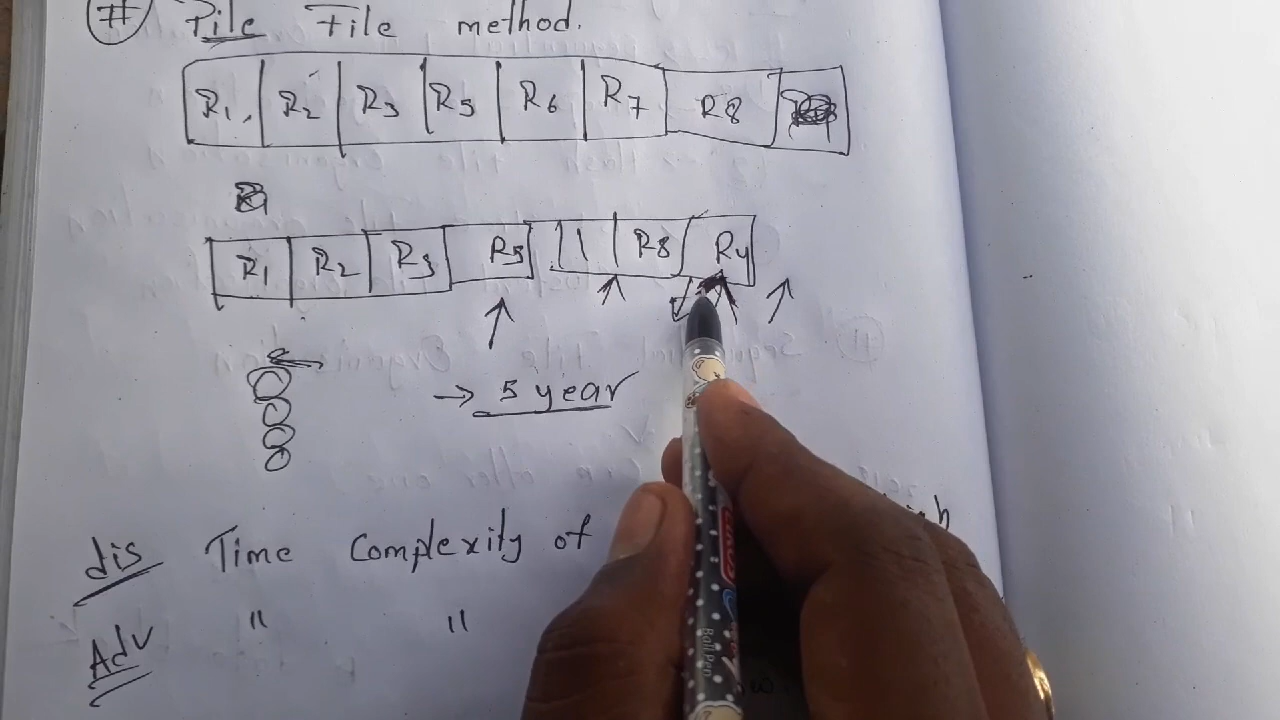 # Pile File method.
R1 R2 R3 R5 R6 R7 R8
R1 R2 R3 R5 R8 R4
→ 5 year
dis Time Complexity of
Adv " "